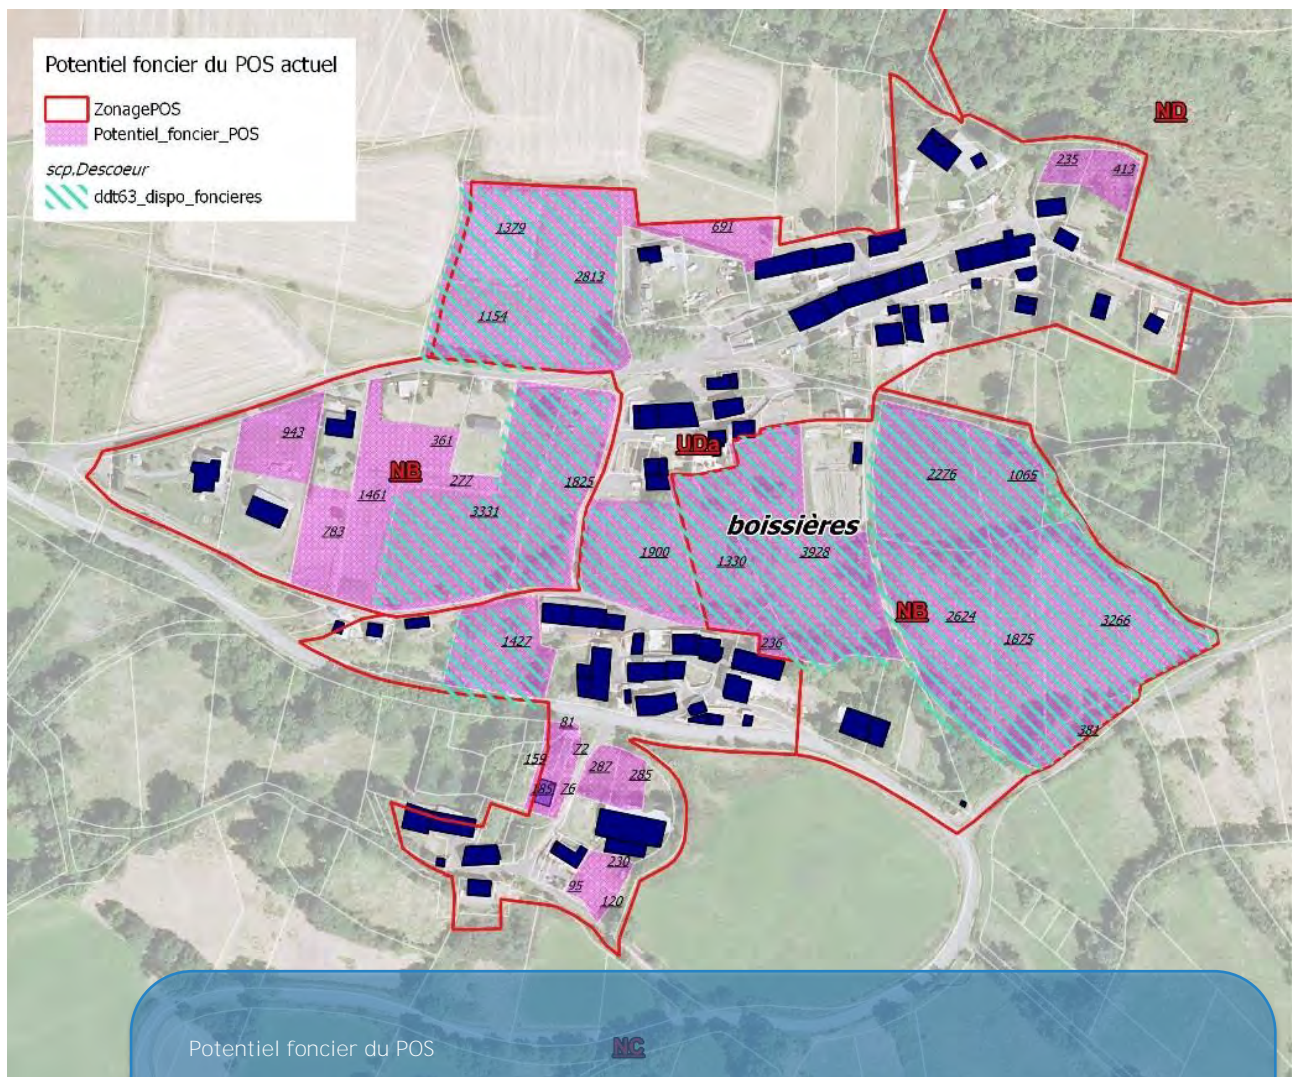 Potentiel foncier du POS actuel
ZonagePOS
Potentiel_foncier_POS
scp.Descoeur
ddt63_dispo_foncieres
ND
235
413
1379
691
2813
1154
943
361
NB
UDa
277
1461
1825
2276
1065
3331
783
boissières
1900
1330
3928
NB
2624
3266
1427
236
1875
81
381
72
159
287
285
185
76
230
95
120
Potentiel foncier du POS
NC